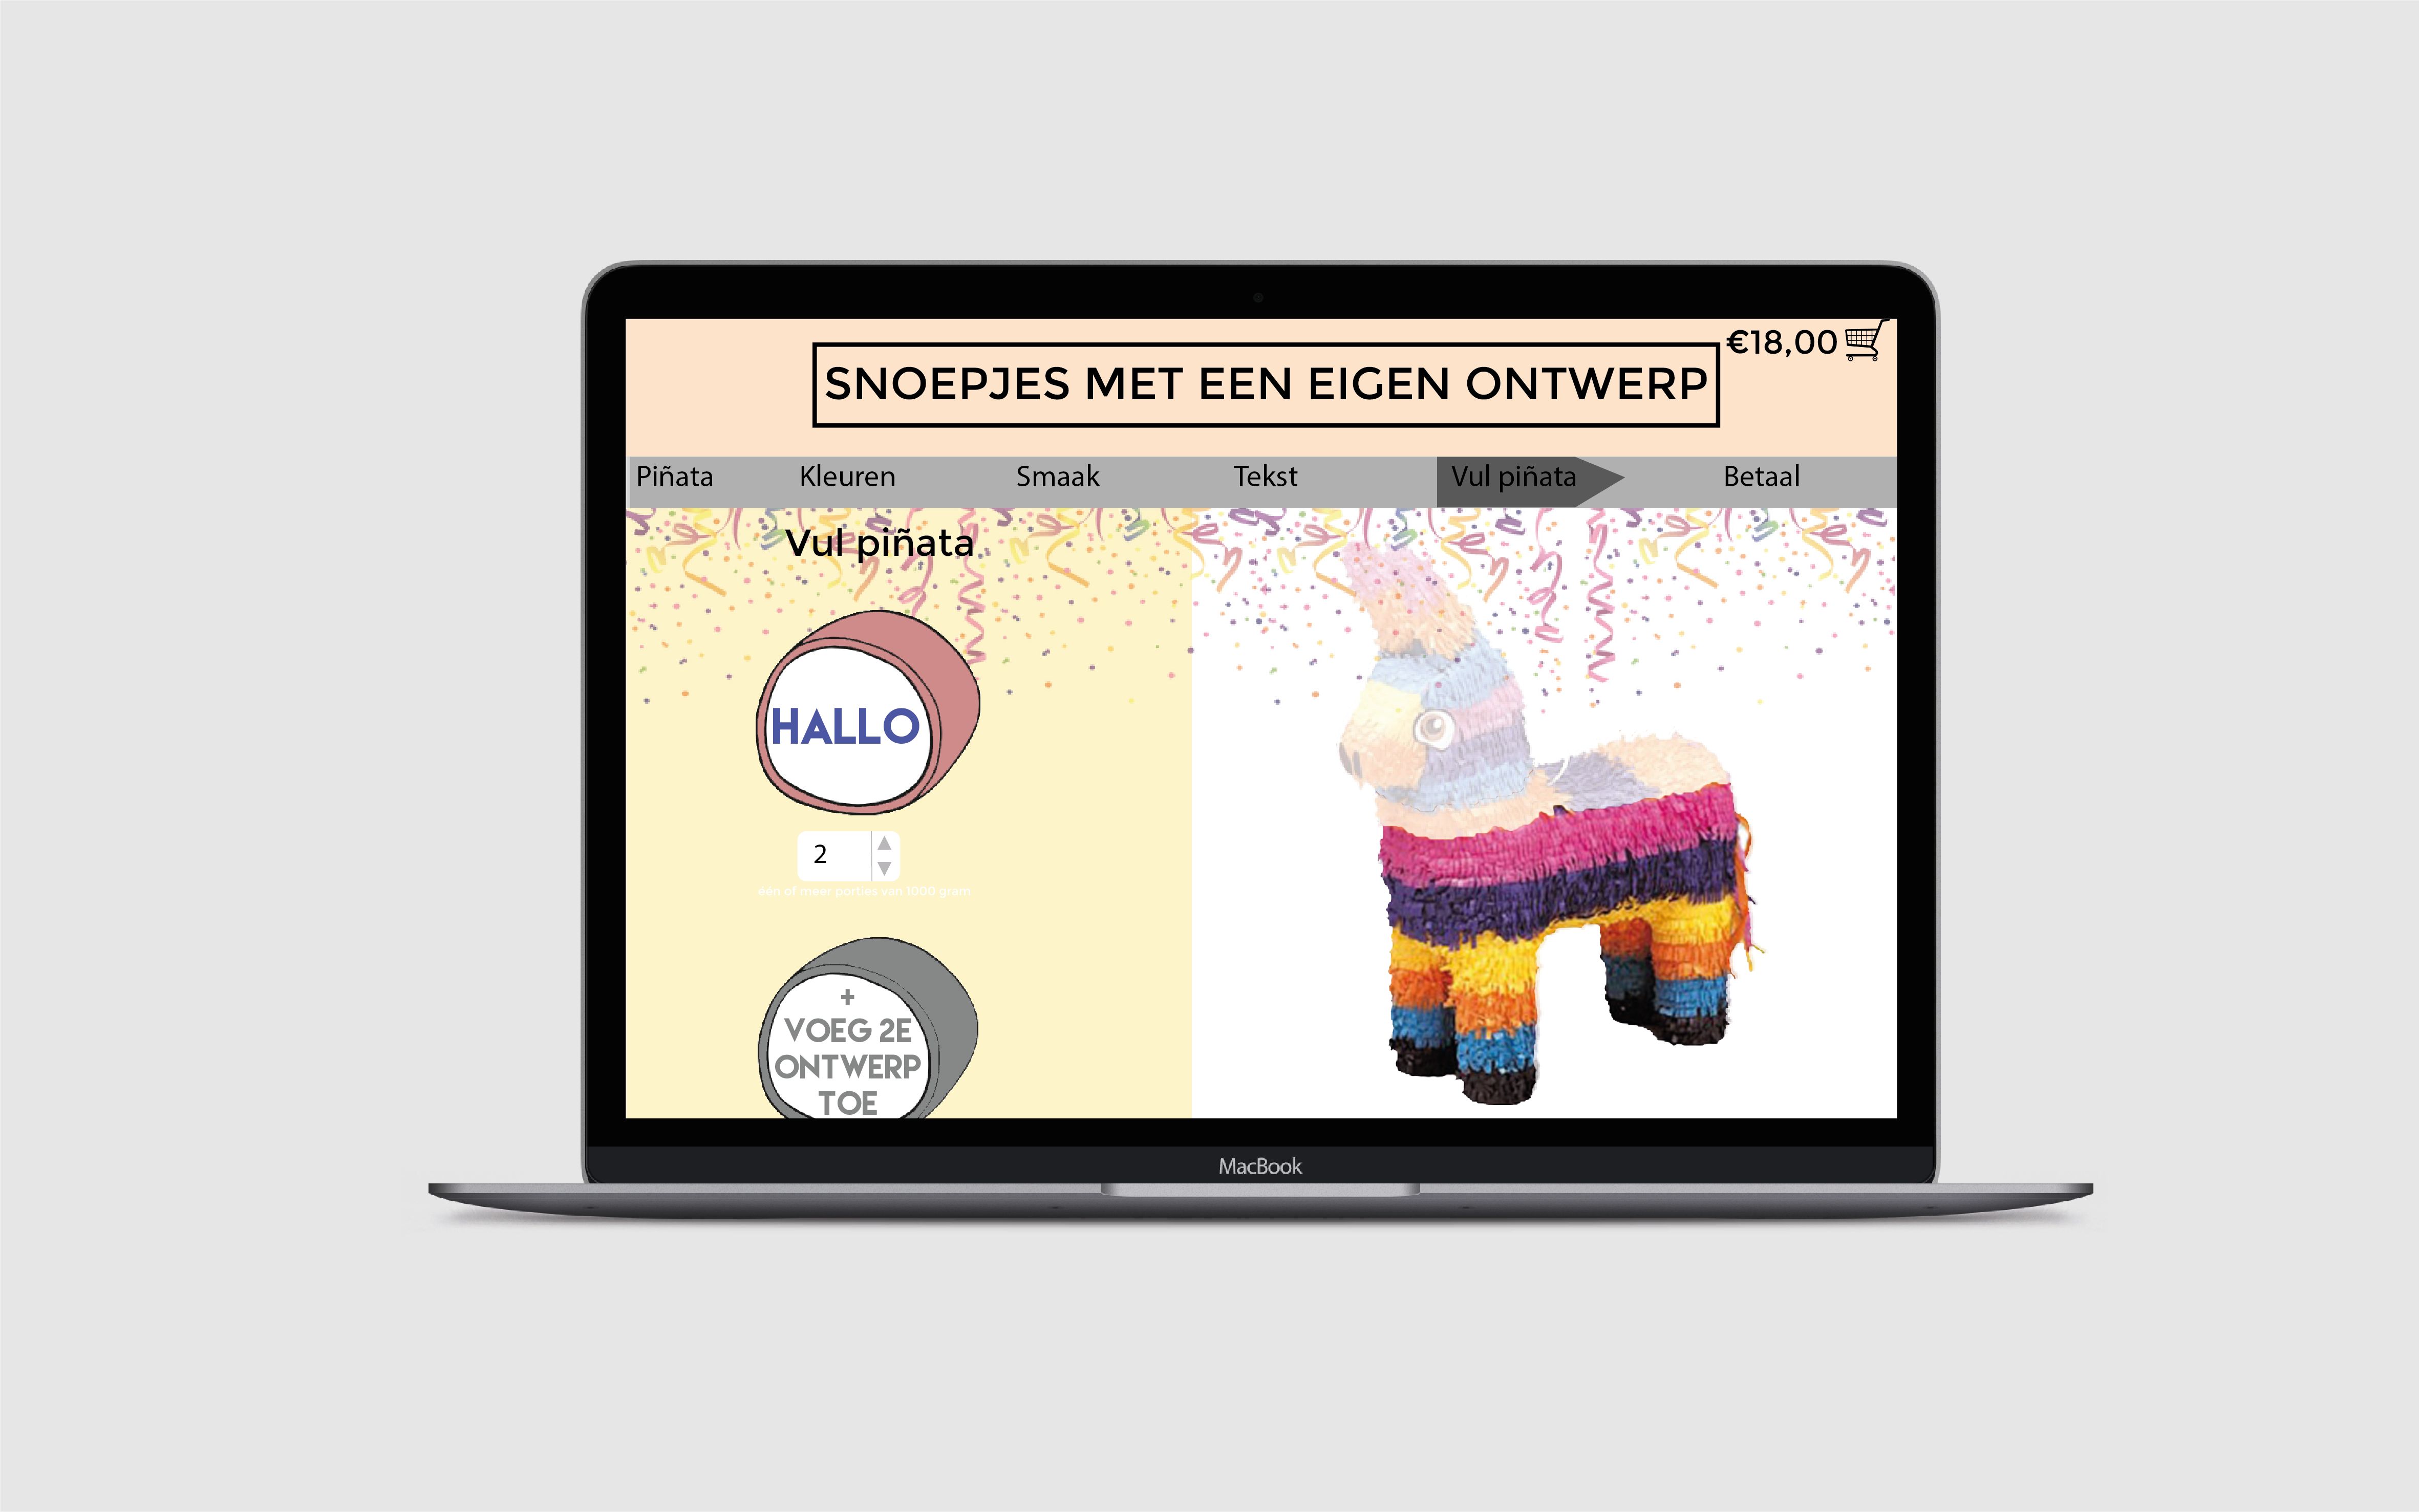 €18,00
SNOEPJES MET EEN EIGEN ONTWERP
Piñata Kleuren Smaak Tekst Vul piñata Betaal
Vul piñata
HALLO
2
één of meer porties van 1000 gram
+
VOEG 2E
ONTWERP
TOE
MacBook